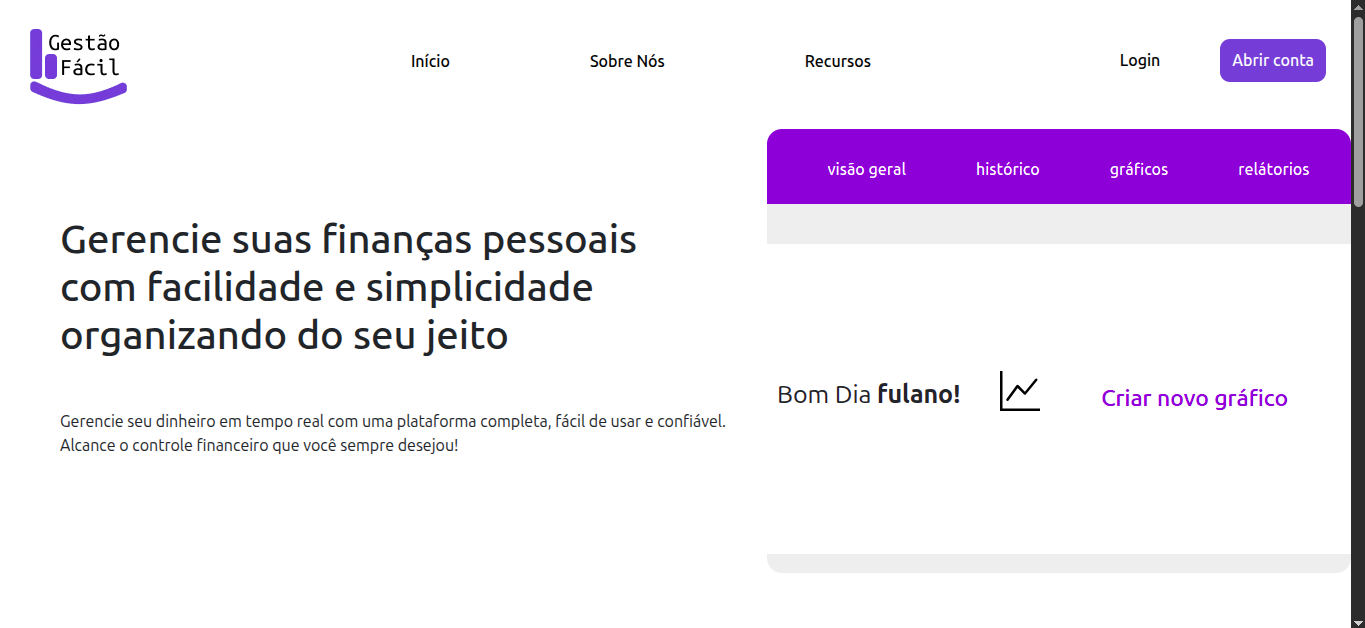 Gestão
Fácil
Início
Sobre Nós
Recursos
Login
Abrir conta
visão geral
histórico
gráficos
relátorios
Gerencie suas finanças pessoais
com facilidade e simplicidade
organizando do seu jeito
Gerencie seu dinheiro em tempo real com uma plataforma completa, fácil de usar e confiável.
Alcance o controle financeiro que você sempre desejou!
Bom Dia fulano!
Criar novo gráfico